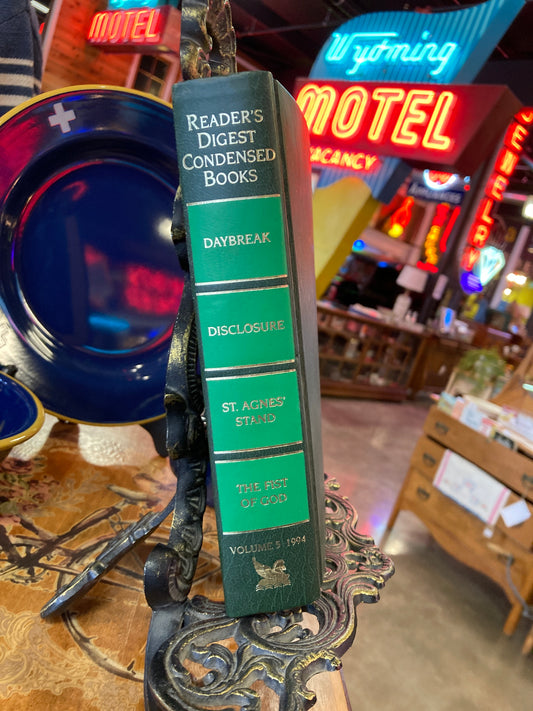 MOTEL
Wyoming
MOTEL
VACANCY
JEWELRY
READER'S
DIGEST
CONDENSED
BOOKS
DAYBREAK
DISCLOSURE
ST. AGNES'
STAND
THE FIST
OF GOD
VOLUME 5 1994